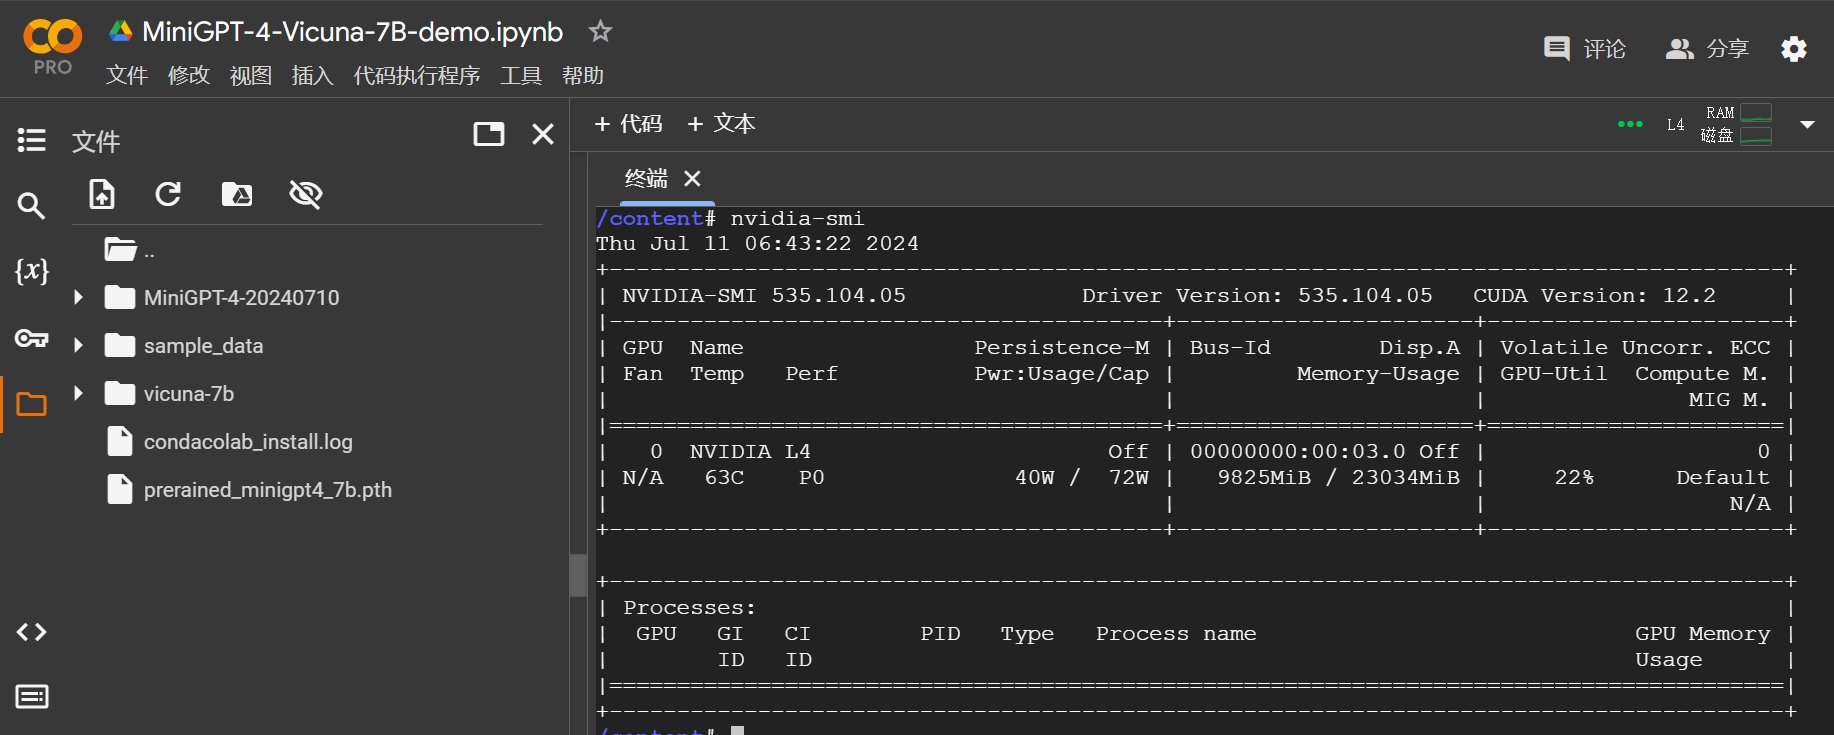 MiniGPT-4-Vicuna-7B-demo.ipynb
PRO
文件 修改 视图 插入 代码执行程序 工具 帮助
评论 分享
文件
..
MiniGPT-4-20240710
sample_data
vicuna-7b
condacolab_install.log
prerained_minigpt4_7b.pth
{x}
+ 代码 + 文本
L4
RAM
磁盘
终端
/content# nvidia-smi
Thu Jul 11 06:43:22 2024
+---------------------------------------------------------------------------------------+
| NVIDIA-SMI 535.104.05             Driver Version: 535.104.05   CUDA Version: 12.2     |
|-----------------------------------------+----------------------+----------------------+
| GPU  Name                 Persistence-M | Bus-Id        Disp.A | Volatile Uncorr. ECC |
| Fan  Temp   Perf          Pwr:Usage/Cap |         Memory-Usage | GPU-Util  Compute M. |
|                                         |                      |               MIG M. |
|=========================================+======================+======================|
|   0  NVIDIA L4                      Off | 00000000:00:03.0 Off |                    0 |
| N/A   63C    P0              40W /  72W |   9825MiB / 23034MiB |     22%      Default |
|                                         |                      |                  N/A |
+-----------------------------------------+----------------------+----------------------+
+---------------------------------------------------------------------------------------+
| Processes:                                                                            |
|  GPU   GI   CI        PID   Type   Process name                            GPU Memory |
|        ID   ID                                                             Usage      |
|=======================================================================================|
+---------------------------------------------------------------------------------------+
/content#